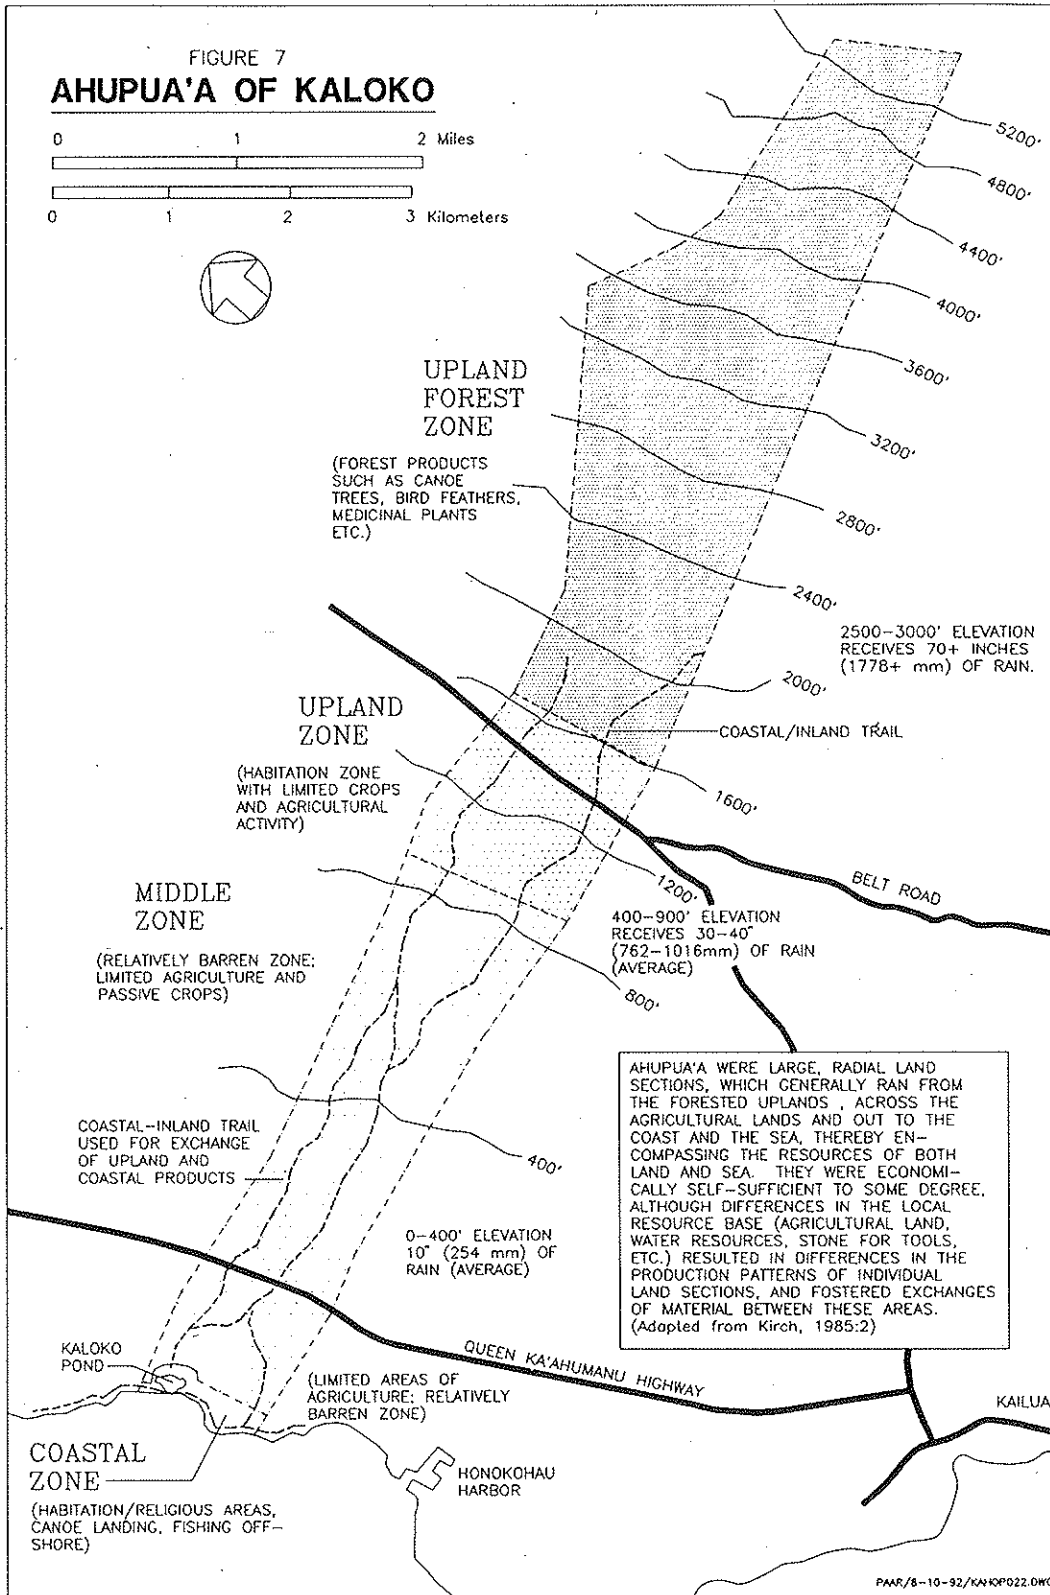 FIGURE 7
AHUPUA'A OF KALOKO
0 1 2 Miles
0 1 2 3 Kilometers
5200'
4800'
4400'
4000'
3600'
3200'
2800'
2400'
2000'
1600'
1200'
800'
400'
UPLAND
FOREST
ZONE
(FOREST PRODUCTS
SUCH AS CANOE
TREES, BIRD FEATHERS,
MEDICINAL PLANTS
ETC.)
2500-3000' ELEVATION
RECEIVES 70+ INCHES
(1778+ mm) OF RAIN.
COASTAL/INLAND TRAIL
UPLAND
ZONE
(HABITATION ZONE
WITH LIMITED CROPS
AND AGRICULTURAL
ACTIVITY)
BELT ROAD
MIDDLE
ZONE
(RELATIVELY BARREN ZONE;
LIMITED AGRICULTURE AND
PASSIVE CROPS)
400-900' ELEVATION
RECEIVES 30-40"
(762-1016mm) OF RAIN
(AVERAGE)
AHUPUA'A WERE LARGE, RADIAL LAND
SECTIONS, WHICH GENERALLY RAN FROM
THE FORESTED UPLANDS , ACROSS THE
AGRICULTURAL LANDS AND OUT TO THE
COAST AND THE SEA, THEREBY EN-
COMPASSING THE RESOURCES OF BOTH
LAND AND SEA. THEY WERE ECONOMI-
CALLY SELF-SUFFICIENT TO SOME DEGREE,
ALTHOUGH DIFFERENCES IN THE LOCAL
RESOURCE BASE (AGRICULTURAL LAND,
WATER RESOURCES, STONE FOR TOOLS,
ETC.) RESULTED IN DIFFERENCES IN THE
PRODUCTION PATTERNS OF INDIVIDUAL
LAND SECTIONS, AND FOSTERED EXCHANGES
OF MATERIAL BETWEEN THESE AREAS.
(Adapted from Kirch, 1985:2)
COASTAL-INLAND TRAIL
USED FOR EXCHANGE
OF UPLAND AND
COASTAL PRODUCTS
0-400' ELEVATION
10" (254 mm) OF
RAIN (AVERAGE)
KALOKO
POND
QUEEN KA'AHUMANU HIGHWAY
(LIMITED AREAS OF
AGRICULTURE; RELATIVELY
BARREN ZONE)
KAILUA
COASTAL
ZONE
(HABITATION/RELIGIOUS AREAS,
CANOE LANDING, FISHING OFF-
SHORE)
HONOKOHAU
HARBOR
PAAR/8-10-92/KAHOP022.DWG